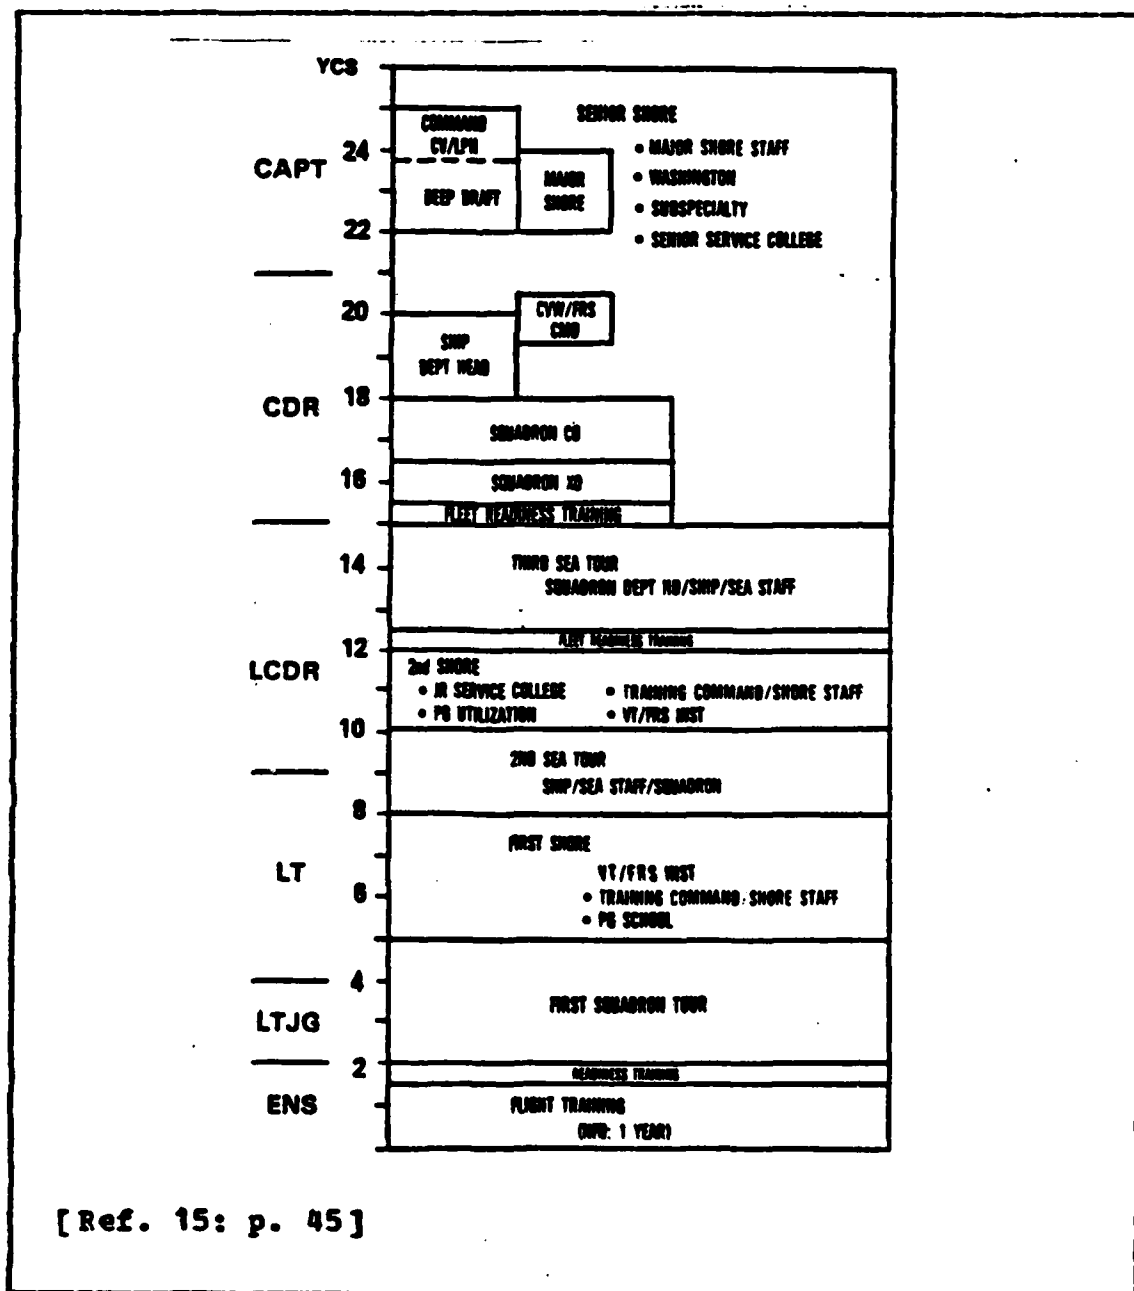 YCS
SENIOR SHORE
COMMAND
CV/LPH
• MAJOR SHORE STAFF
24
CAPT
• WASHINGTON
DEEP DRAFT
MAJOR
SHORE
• SUBSPECIALTY
22
• SENIOR SERVICE COLLEGE
20
CVW/FRS
CMD
SHIP
DEPT HEAD
18
CDR
SQUADRON CO
16
SQUADRON XO
FLEET READINESS TRAINING
14
THIRD SEA TOUR
SQUADRON DEPT HD/SHIP/SEA STAFF
12
FLEET READINESS TRAINING
LCDR
2nd SHORE
• JR SERVICE COLLEGE • TRAINING COMMAND/SHORE STAFF
• PG UTILIZATION • VT/FRS INST
10
2ND SEA TOUR
SHIP/SEA STAFF/SQUADRON
8
FIRST SHORE
LT
VT/FRS INST
6
• TRAINING COMMAND SHORE STAFF
• PG SCHOOL
4
FIRST SQUADRON TOUR
LTJG
2
READINESS TRAINING
ENS
FLIGHT TRAINING
(NFO: 1 YEAR)
[Ref. 15: p. 45]